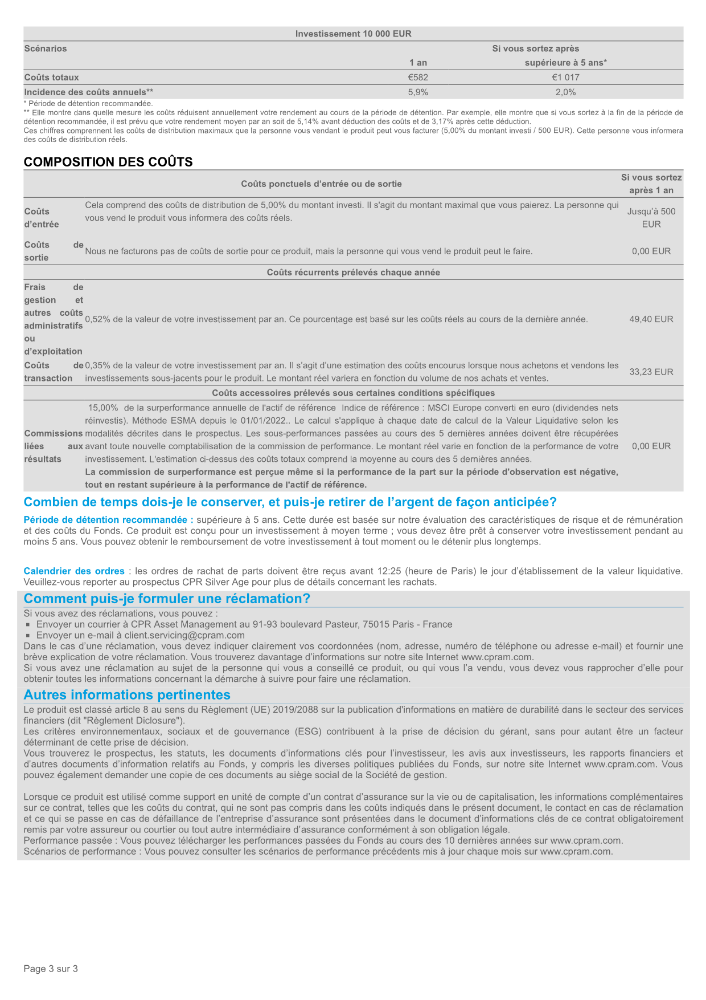 Investissement 10 000 EUR
Scénarios Si vous sortez après
1 an supérieure à 5 ans*
Coûts totaux €582 €1 017
Incidence des coûts annuels** 5,9% 2,0%
* Période de détention recommandée.
** Elle montre dans quelle mesure les coûts réduisent annuellement votre rendement au cours de la période de détention. Par exemple, elle montre que si vous sortez à la fin de la période de
détention recommandée, il est prévu que votre rendement moyen par an soit de 5,14% avant déduction des coûts et de 3,17% après cette déduction.
Ces chiffres comprennent les coûts de distribution maximaux que la personne vous vendant le produit peut vous facturer (5,00% du montant investi / 500 EUR). Cette personne vous informera
des coûts de distribution réels.
COMPOSITION DES COÛTS
Coûts ponctuels d’entrée ou de sortie
Si vous sortez
après 1 an
Coûts
d’entrée
Cela comprend des coûts de distribution de 5,00% du montant investi. Il s'agit du montant maximal que vous paierez. La personne qui
vous vend le produit vous informera des coûts réels.
Jusqu’à 500
EUR
Coûts de
sortie
Nous ne facturons pas de coûts de sortie pour ce produit, mais la personne qui vous vend le produit peut le faire.
0,00 EUR
Coûts récurrents prélevés chaque année
Frais de
gestion et
autres coûts
administratifs
ou
d’exploitation
0,52% de la valeur de votre investissement par an. Ce pourcentage est basé sur les coûts réels au cours de la dernière année.
49,40 EUR
Coûts de
transaction
0,35% de la valeur de votre investissement par an. Il s’agit d’une estimation des coûts encourus lorsque nous achetons et vendons les
investissements sous-jacents pour le produit. Le montant réel variera en fonction du volume de nos achats et ventes.
33,23 EUR
Coûts accessoires prélevés sous certaines conditions spécifiques
Commissions
liées aux
résultats
15,00% de la surperformance annuelle de l'actif de référence Indice de référence : MSCI Europe converti en euro (dividendes nets
réinvestis). Méthode ESMA depuis le 01/01/2022.. Le calcul s'applique à chaque date de calcul de la Valeur Liquidative selon les
modalités décrites dans le prospectus. Les sous-performances passées au cours des 5 dernières années doivent être récupérées
avant toute nouvelle comptabilisation de la commission de performance. Le montant réel varie en fonction de la performance de votre
investissement. L'estimation ci-dessus des coûts totaux comprend la moyenne au cours des 5 dernières années.
La commission de surperformance est perçue même si la performance de la part sur la période d'observation est négative,
tout en restant supérieure à la performance de l'actif de référence.
0,00 EUR
Combien de temps dois-je le conserver, et puis-je retirer de l’argent de façon anticipée?
Période de détention recommandée : supérieure à 5 ans. Cette durée est basée sur notre évaluation des caractéristiques de risque et de rémunération
et des coûts du Fonds. Ce produit est conçu pour un investissement à moyen terme ; vous devez être prêt à conserver votre investissement pendant au
moins 5 ans. Vous pouvez obtenir le remboursement de votre investissement à tout moment ou le détenir plus longtemps.
Calendrier des ordres : les ordres de rachat de parts doivent être reçus avant 12:25 (heure de Paris) le jour d’établissement de la valeur liquidative.
Veuillez-vous reporter au prospectus CPR Silver Age pour plus de détails concernant les rachats.
Comment puis-je formuler une réclamation?
Si vous avez des réclamations, vous pouvez :
▪ Envoyer un courrier à CPR Asset Management au 91-93 boulevard Pasteur, 75015 Paris - France
▪ Envoyer un e-mail à client.servicing@cpram.com
Dans le cas d’une réclamation, vous devez indiquer clairement vos coordonnées (nom, adresse, numéro de téléphone ou adresse e-mail) et fournir une
brève explication de votre réclamation. Vous trouverez davantage d’informations sur notre site Internet www.cpram.com.
Si vous avez une réclamation au sujet de la personne qui vous a conseillé ce produit, ou qui vous l’a vendu, vous devez vous rapprocher d’elle pour
obtenir toutes les informations concernant la démarche à suivre pour faire une réclamation.
Autres informations pertinentes
Le produit est classé article 8 au sens du Règlement (UE) 2019/2088 sur la publication d'informations en matière de durabilité dans le secteur des services
financiers (dit "Règlement Diclosure").
Les critères environnementaux, sociaux et de gouvernance (ESG) contribuent à la prise de décision du gérant, sans pour autant être un facteur
déterminant de cette prise de décision.
Vous trouverez le prospectus, les statuts, les documents d’informations clés pour l’investisseur, les avis aux investisseurs, les rapports financiers et
d’autres documents d’information relatifs au Fonds, y compris les diverses politiques publiées du Fonds, sur notre site Internet www.cpram.com. Vous
pouvez également demander une copie de ces documents au siège social de la Société de gestion.
Lorsque ce produit est utilisé comme support en unité de compte d’un contrat d’assurance sur la vie ou de capitalisation, les informations complémentaires
sur ce contrat, telles que les coûts du contrat, qui ne sont pas compris dans les coûts indiqués dans le présent document, le contact en cas de réclamation
et ce qui se passe en cas de défaillance de l’entreprise d’assurance sont présentées dans le document d’informations clés de ce contrat obligatoirement
remis par votre assureur ou courtier ou tout autre intermédiaire d’assurance conformément à son obligation légale.
Performance passée : Vous pouvez télécharger les performances passées du Fonds au cours des 10 dernières années sur www.cpram.com.
Scénarios de performance : Vous pouvez consulter les scénarios de performance précédents mis à jour chaque mois sur www.cpram.com.
Page 3 sur 3